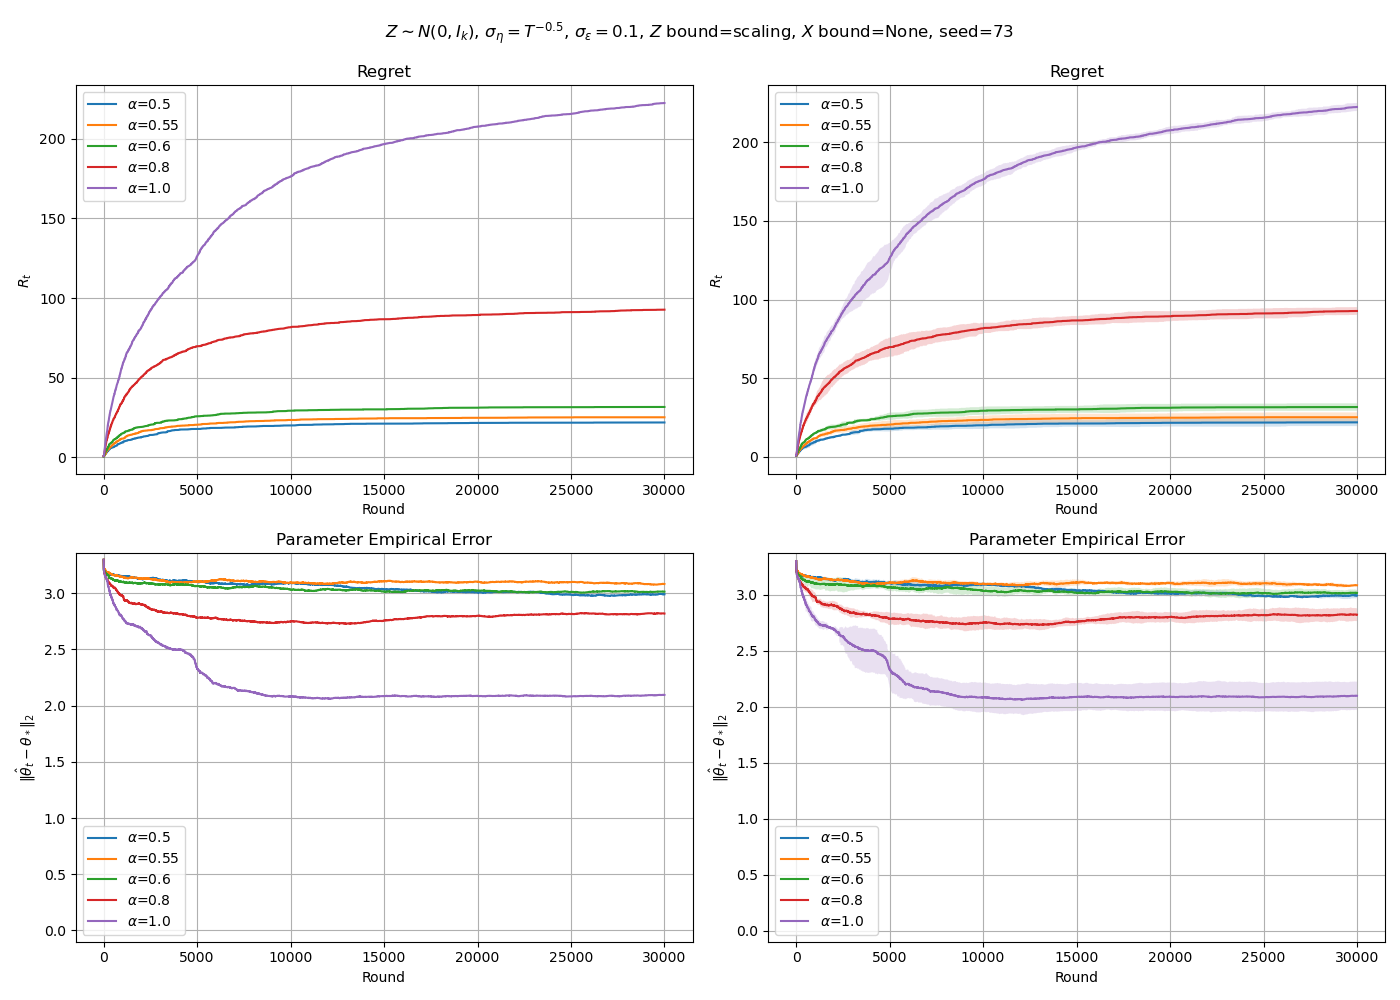 Z ∼ N(0, I_k), σ_η = T^{−0.5}, σ_ε = 0.1, Z bound=scaling, X bound=None, seed=73
Regret
R_t
200
150
100
50
0
α=0.5
α=0.55
α=0.6
α=0.8
α=1.0
0 5000 10000 15000 20000 25000 30000
Round
Regret
R_t
200
150
100
50
0
α=0.5
α=0.55
α=0.6
α=0.8
α=1.0
0 5000 10000 15000 20000 25000 30000
Round
Parameter Empirical Error
‖θ̂_t − θ_*‖_2
3.0
2.5
2.0
1.5
1.0
0.5
0.0
α=0.5
α=0.55
α=0.6
α=0.8
α=1.0
0 5000 10000 15000 20000 25000 30000
Round
Parameter Empirical Error
‖θ̂_t − θ_*‖_2
3.0
2.5
2.0
1.5
1.0
0.5
0.0
α=0.5
α=0.55
α=0.6
α=0.8
α=1.0
0 5000 10000 15000 20000 25000 30000
Round